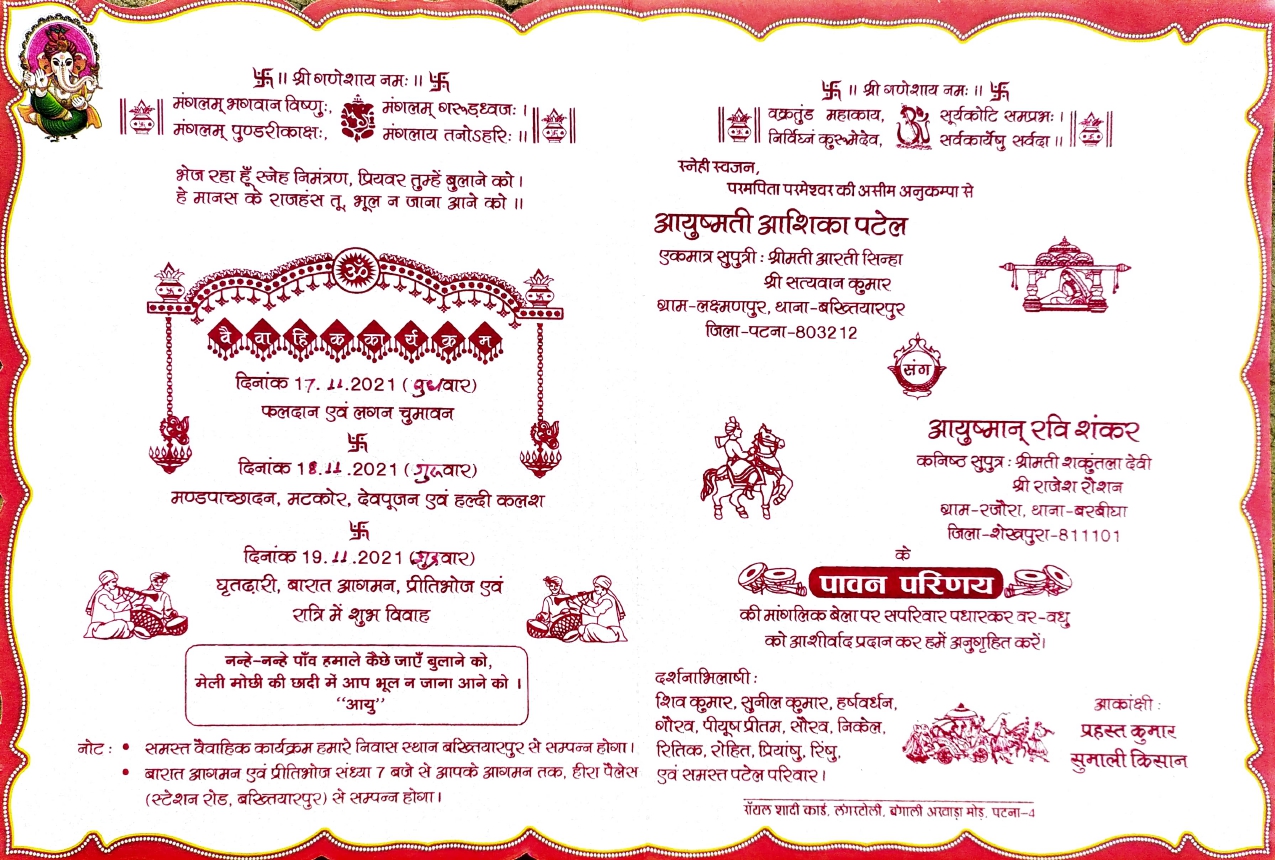 卐 ॥ श्री गणेशाय नमः ॥ 卐
मंगलम् भगवान विष्णुः, मंगलम् गरूड़ध्वजः ।
मंगलम् पुण्डरीकाक्षः, मंगलाय तनोऽहरिः ॥
भेज रहा हूँ स्नेह निमंत्रण, प्रियवर तुम्हें बुलाने को ।
हे मानस के राजहंस तू, भूल न जाना आने को ॥
ॐ
वैवाहिक कार्यक्रम
दिनांक 17.11.2021 (बुधवार)
फलदान एवं लगन चुमावन
卐
दिनांक 18.11.2021 (गुरूवार)
मण्डपाच्छादन, मटकोर, देवपूजन एवं हल्दी कलश
卐
दिनांक 19.11.2021 (शुक्रवार)
घृतढारी, बारात आगमन, प्रीतिभोज एवं
रात्रि में शुभ विवाह
नन्हे-नन्हे पाँव हमाले कैछे जाएँ बुलाने को,
मेली मोछी की छादी में आप भूल न जाना आने को ।
‘‘आयु’’
नोट : • समस्त वैवाहिक कार्यक्रम हमारे निवास स्थान बख्तियारपुर से सम्पन्न होगा।
• बारात आगमन एवं प्रीतिभोज संध्या 7 बजे से आपके आगमन तक, हीरा पैलेस
(स्टेशन रोड, बख्तियारपुर) से सम्पन्न होगा।
卐 ॥ श्री गणेशाय नमः ॥ 卐
वक्रतुंड महाकाय, सूर्यकोटि समप्रभः ।
निर्विघ्नं कुरूमेदेव, सर्वकार्येषु सर्वदा ॥
स्नेही स्वजन,
परमपिता परमेश्वर की असीम अनुकम्पा से
आयुष्मती आशिका पटेल
एकमात्र सुपुत्री : श्रीमती आरती सिन्हा
श्री सत्यवान कुमार
ग्राम-लक्ष्मणपुर, थाना-बख्तियारपुर
जिला-पटना-803212
संग
आयुष्मान् रवि शंकर
कनिष्ठ सुपुत्र : श्रीमती शकुंतला देवी
श्री राजेश रौशन
ग्राम-रजौरा, थाना-बरबीघा
जिला-शेखपुरा-811101
के
पावन परिणय
की मांगलिक बेला पर सपरिवार पधारकर वर-वधु
को आशीर्वाद प्रदान कर हमें अनुगृहित करें।
दर्शनाभिलाषी :
शिव कुमार, सुनील कुमार, हर्षवर्धन,
गौरव, पीयूष प्रीतम, सौरव, निकेल,
रितिक, रोहित, प्रियांषु, रिंषु,
एवं समस्त पटेल परिवार।
आकांक्षी :
प्रहस्त कुमार
सुमाली किसान
रॉयल शादी कार्ड, लंगरटोली, बंगाली अखाड़ा मोड़, पटना-4